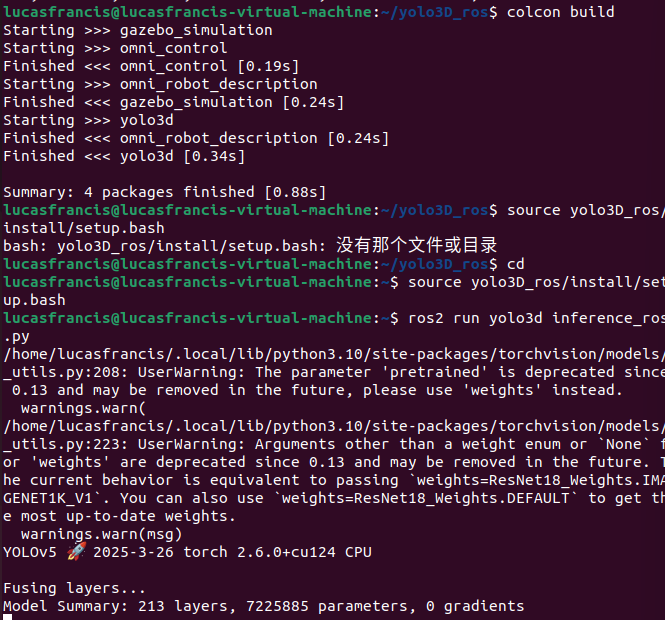 lucasfrancis@lucasfrancis-virtual-machine:~/yolo3D_ros$ colcon build
Starting >>> gazebo_simulation
Starting >>> omni_control
Finished <<< omni_control [0.19s]
Starting >>> omni_robot_description
Finished <<< gazebo_simulation [0.24s]
Starting >>> yolo3d
Finished <<< omni_robot_description [0.24s]
Finished <<< yolo3d [0.34s]
Summary: 4 packages finished [0.88s]
lucasfrancis@lucasfrancis-virtual-machine:~/yolo3D_ros$ source yolo3D_ros/
install/setup.bash
bash: yolo3D_ros/install/setup.bash: 没有那个文件或目录
lucasfrancis@lucasfrancis-virtual-machine:~/yolo3D_ros$ cd
lucasfrancis@lucasfrancis-virtual-machine:~$ source yolo3D_ros/install/set
up.bash
lucasfrancis@lucasfrancis-virtual-machine:~$ ros2 run yolo3d inference_ros
.py
/home/lucasfrancis/.local/lib/python3.10/site-packages/torchvision/models/
_utils.py:208: UserWarning: The parameter 'pretrained' is deprecated since
 0.13 and may be removed in the future, please use 'weights' instead.
  warnings.warn(
/home/lucasfrancis/.local/lib/python3.10/site-packages/torchvision/models/
_utils.py:223: UserWarning: Arguments other than a weight enum or `None` f
or 'weights' are deprecated since 0.13 and may be removed in the future. T
he current behavior is equivalent to passing `weights=ResNet18_Weights.IMA
GENET1K_V1`. You can also use `weights=ResNet18_Weights.DEFAULT` to get th
e most up-to-date weights.
  warnings.warn(msg)
YOLOv5 🚀 2025-3-26 torch 2.6.0+cu124 CPU
Fusing layers...
Model Summary: 213 layers, 7225885 parameters, 0 gradients